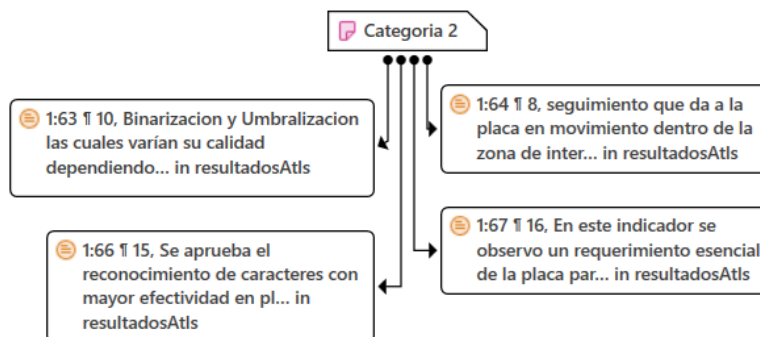 Categoria 2
1:63 ¶ 10, Binarizacion y Umbralizacion
las cuales varían su calidad
dependiendo... in resultadosAtls
1:64 ¶ 8, seguimiento que da a la
placa en movimiento dentro de la
zona de inter... in resultadosAtls
1:66 ¶ 15, Se aprueba el
reconocimiento de caracteres con
mayor efectividad en pl... in
resultadosAtls
1:67 ¶ 16, En este indicador se
observo un requerimiento esencial
de la placa par... in resultadosAtls